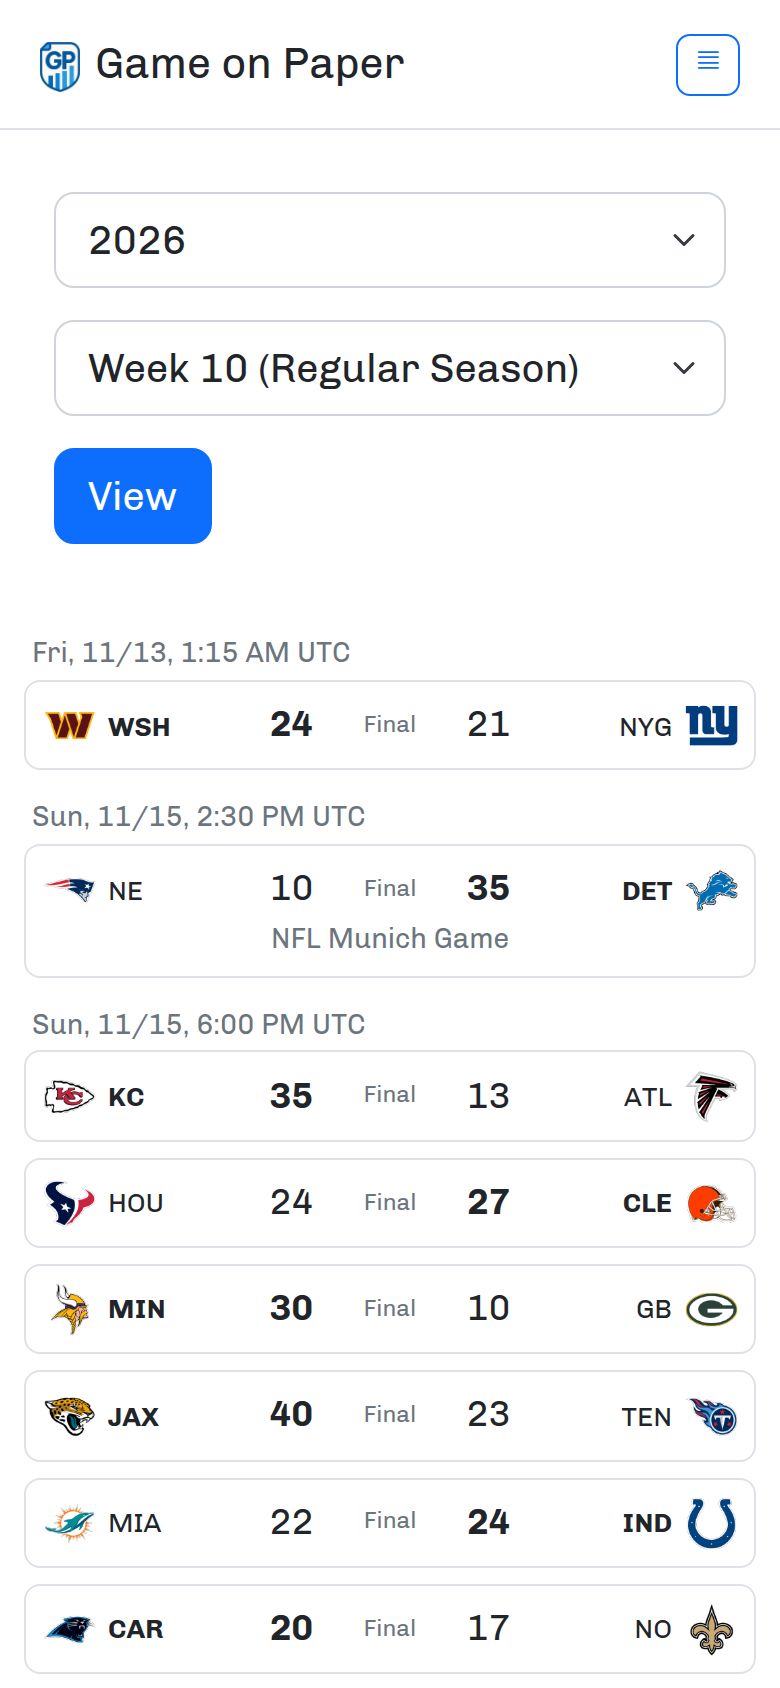 GP Game on Paper
2026
Week 10 (Regular Season)
View
Fri, 11/13, 1:15 AM UTC
W WSH 24 Final 21 NYG ny
Sun, 11/15, 2:30 PM UTC
NE 10 Final 35 DET
NFL Munich Game
Sun, 11/15, 6:00 PM UTC
KC KC 35 Final 13 ATL
HOU 24 Final 27 CLE
MIN 30 Final 10 GB G
JAX 40 Final 23 TEN T
MIA 22 Final 24 IND
CAR 20 Final 17 NO